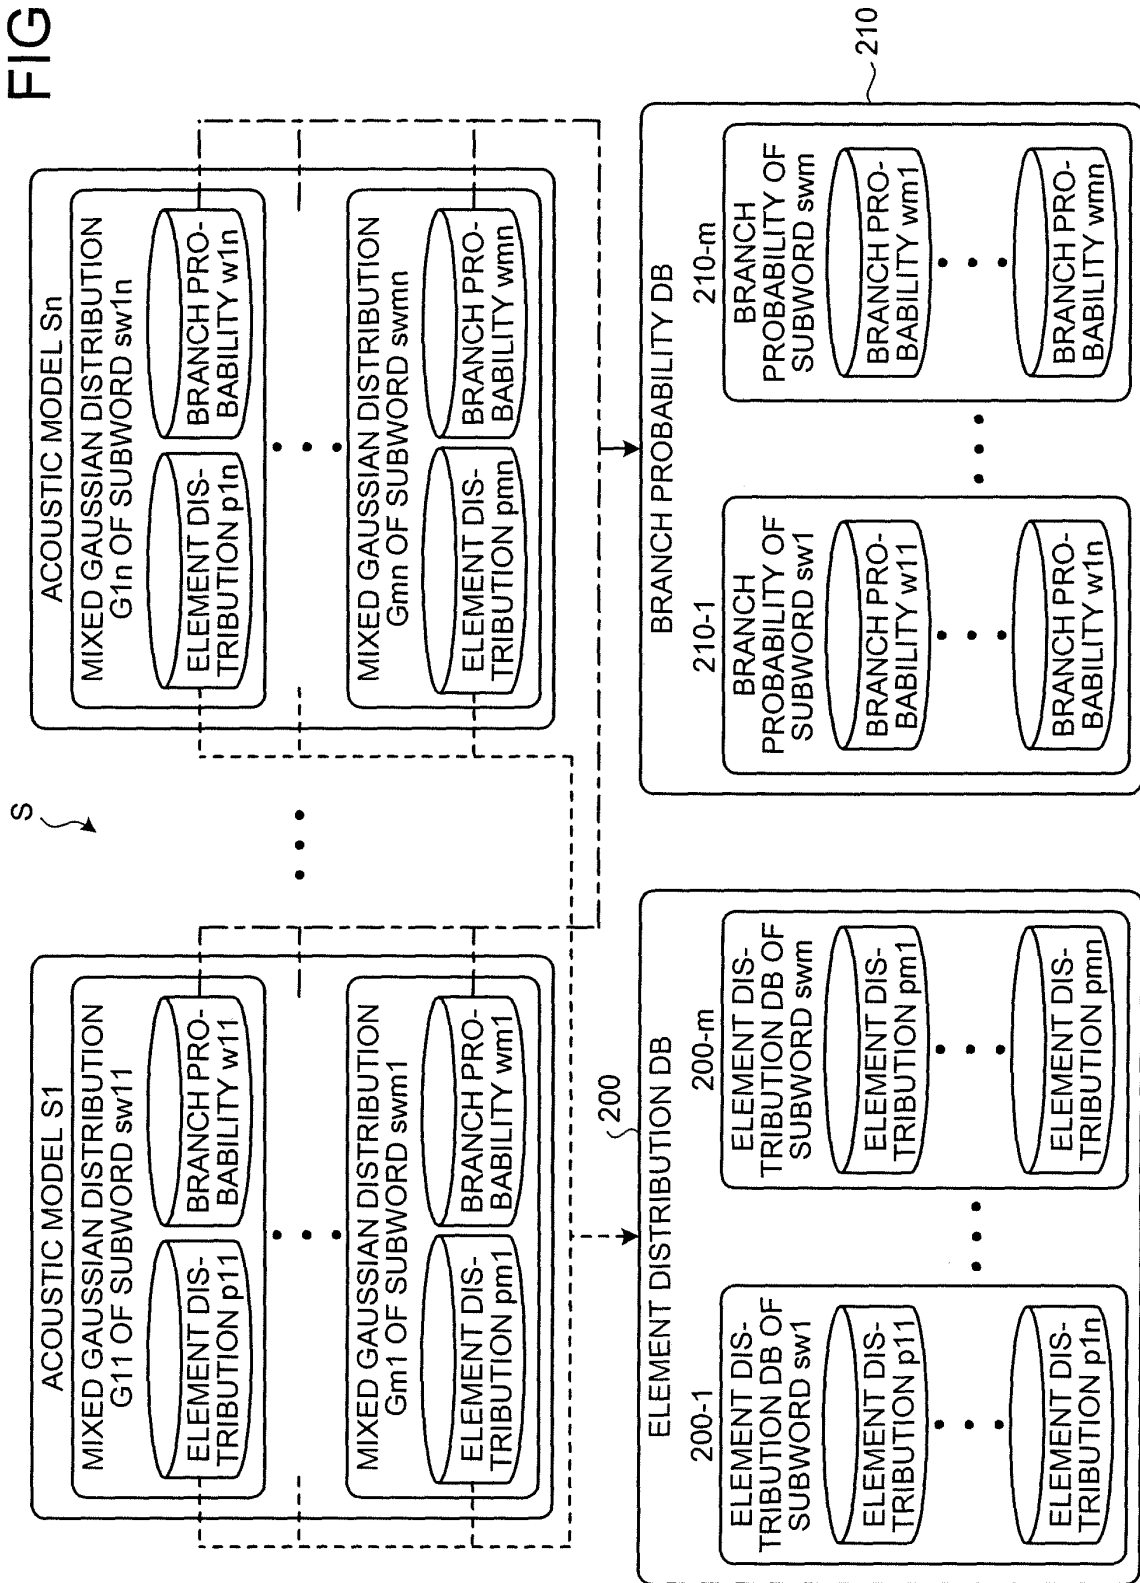 FIG
S
ACOUSTIC MODEL S1
MIXED GAUSSIAN DISTRIBUTION
G11 OF SUBWORD sw11
ELEMENT DIS-
TRIBUTION p11
BRANCH PRO-
BABILITY w11
MIXED GAUSSIAN DISTRIBUTION
Gm1 OF SUBWORD swm1
ELEMENT DIS-
TRIBUTION pm1
BRANCH PRO-
BABILITY wm1
ACOUSTIC MODEL Sn
MIXED GAUSSIAN DISTRIBUTION
G1n OF SUBWORD sw1n
ELEMENT DIS-
TRIBUTION p1n
BRANCH PRO-
BABILITY w1n
MIXED GAUSSIAN DISTRIBUTION
Gmn OF SUBWORD swmn
ELEMENT DIS-
TRIBUTION pmn
BRANCH PRO-
BABILITY wmn
200
ELEMENT DISTRIBUTION DB
200-1
ELEMENT DIS-
TRIBUTION DB OF
SUBWORD sw1
ELEMENT DIS-
TRIBUTION p11
ELEMENT DIS-
TRIBUTION p1n
200-m
ELEMENT DIS-
TRIBUTION DB OF
SUBWORD swm
ELEMENT DIS-
TRIBUTION pm1
ELEMENT DIS-
TRIBUTION pmn
BRANCH PROBABILITY DB
210-1
BRANCH
PROBABILITY OF
SUBWORD sw1
BRANCH PRO-
BABILITY w11
BRANCH PRO-
BABILITY w1n
210-m
BRANCH
PROBABILITY OF
SUBWORD swm
BRANCH PRO-
BABILITY wm1
BRANCH PRO-
BABILITY wmn
210